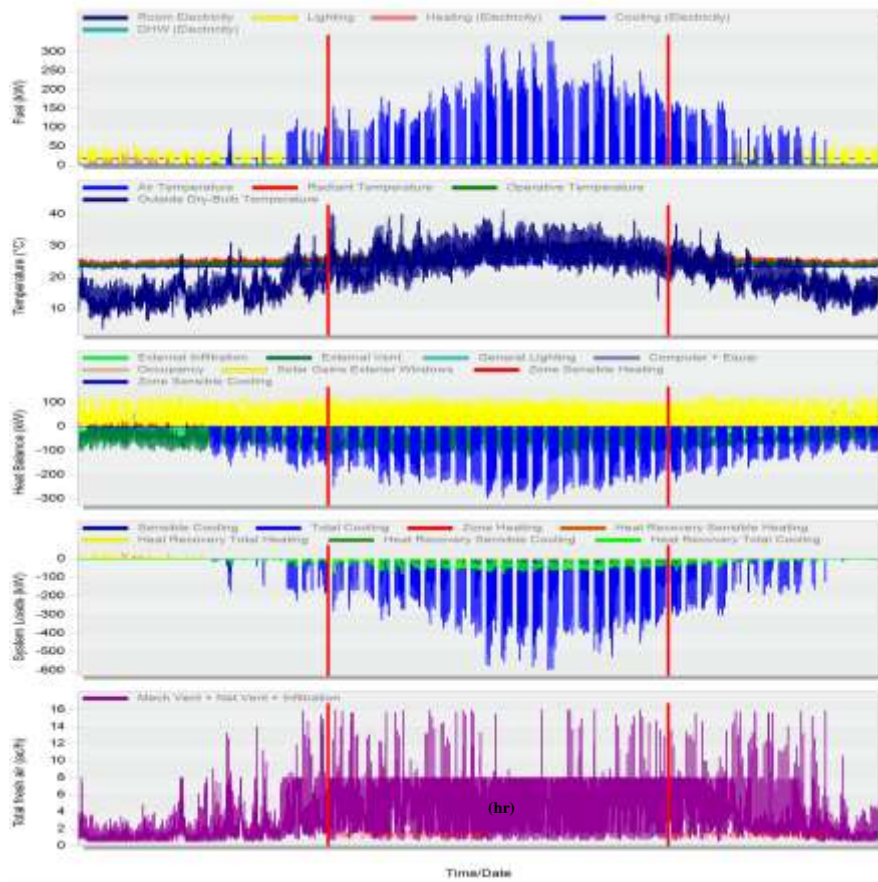 Room Electricity Lighting Heating (Electricity) Cooling (Electricity)
DHW (Electricity)
300
250
200
150
100
50
0
Fuel (kW)
Air Temperature Radiant Temperature Operative Temperature
Outside Dry-Bulb Temperature
40
30
20
10
Temperature (°C)
External Infiltration External Vent General Lighting Computer + Equip
Occupancy Solar Gains Exterior Windows Zone Sensible Heating
Zone Sensible Cooling
100
0
-100
-200
-300
Heat Balance (kW)
Sensible Cooling Total Cooling Zone Heating Heat Recovery Sensible Heating
Heat Recovery Total Heating Heat Recovery Sensible Cooling Heat Recovery Total Cooling
0
-100
-200
-300
-400
-500
-600
System Loads (kW)
Mech Vent + Nat Vent + Infiltration
16
14
12
10
8
6
4
2
0
Total fresh air (ac/h)
(hr)
Time/Date